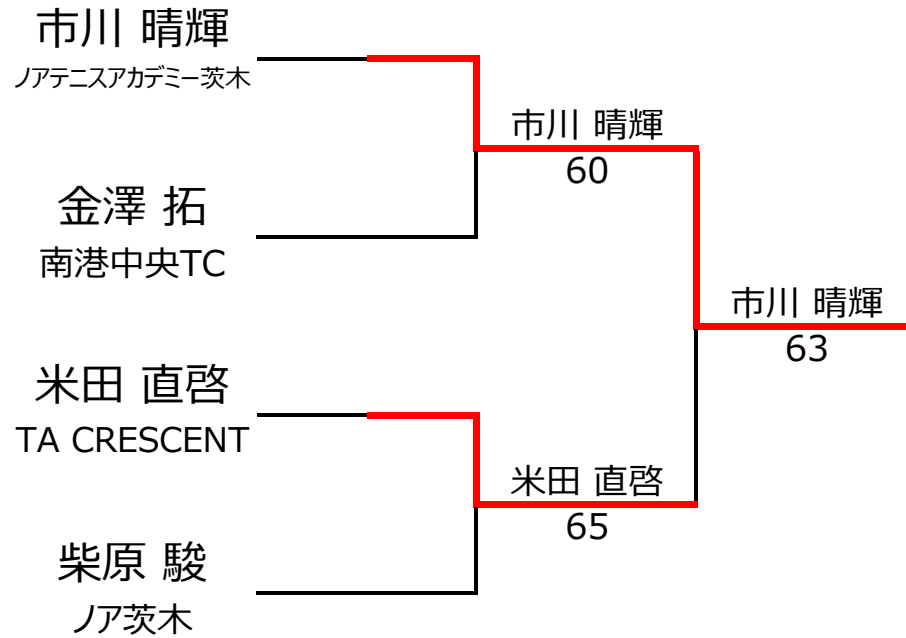 市川 晴輝
ノアテニスアカデミー茨木
金澤 拓
南港中央TC
米田 直啓
TA CRESCENT
柴原 駿
ノア茨木
市川 晴輝
60
米田 直啓
65
市川 晴輝
63